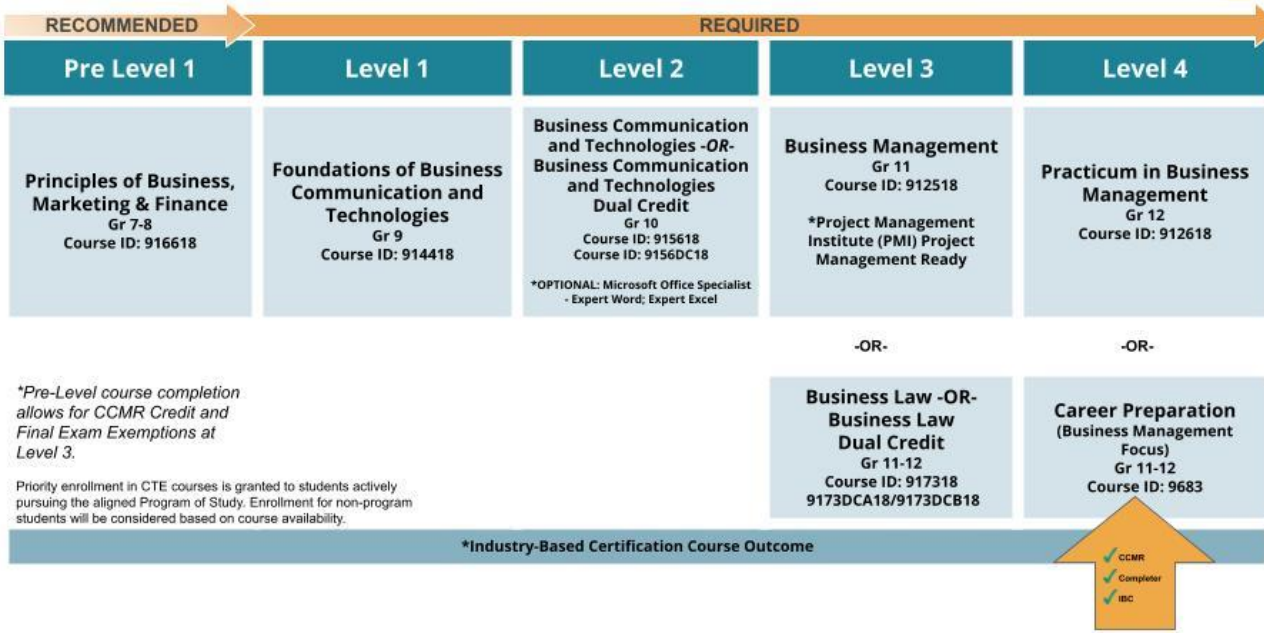 RECOMMENDED
REQUIRED
Pre Level 1
Level 1
Level 2
Level 3
Level 4
Principles of Business,
Marketing & Finance
Gr 7-8
Course ID: 916618
Foundations of Business
Communication and
Technologies
Gr 9
Course ID: 914418
Business Communication
and Technologies -OR-
Business Communication
and Technologies
Dual Credit
Gr 10
Course ID: 915618
Course ID: 9156DC18
*OPTIONAL: Microsoft Office Specialist
- Expert Word; Expert Excel
Business Management
Gr 11
Course ID: 912518
*Project Management
Institute (PMI) Project
Management Ready
Practicum in Business
Management
Gr 12
Course ID: 912618
-OR-
-OR-
*Pre-Level course completion
allows for CCMR Credit and
Final Exam Exemptions at
Level 3.
Priority enrollment in CTE courses is granted to students actively
pursuing the aligned Program of Study. Enrollment for non-program
students will be considered based on course availability.
Business Law -OR-
Business Law
Dual Credit
Gr 11-12
Course ID: 917318
9173DCA18/9173DCB18
Career Preparation
(Business Management
Focus)
Gr 11-12
Course ID: 9683
*Industry-Based Certification Course Outcome
CCMR
Completer
IBC